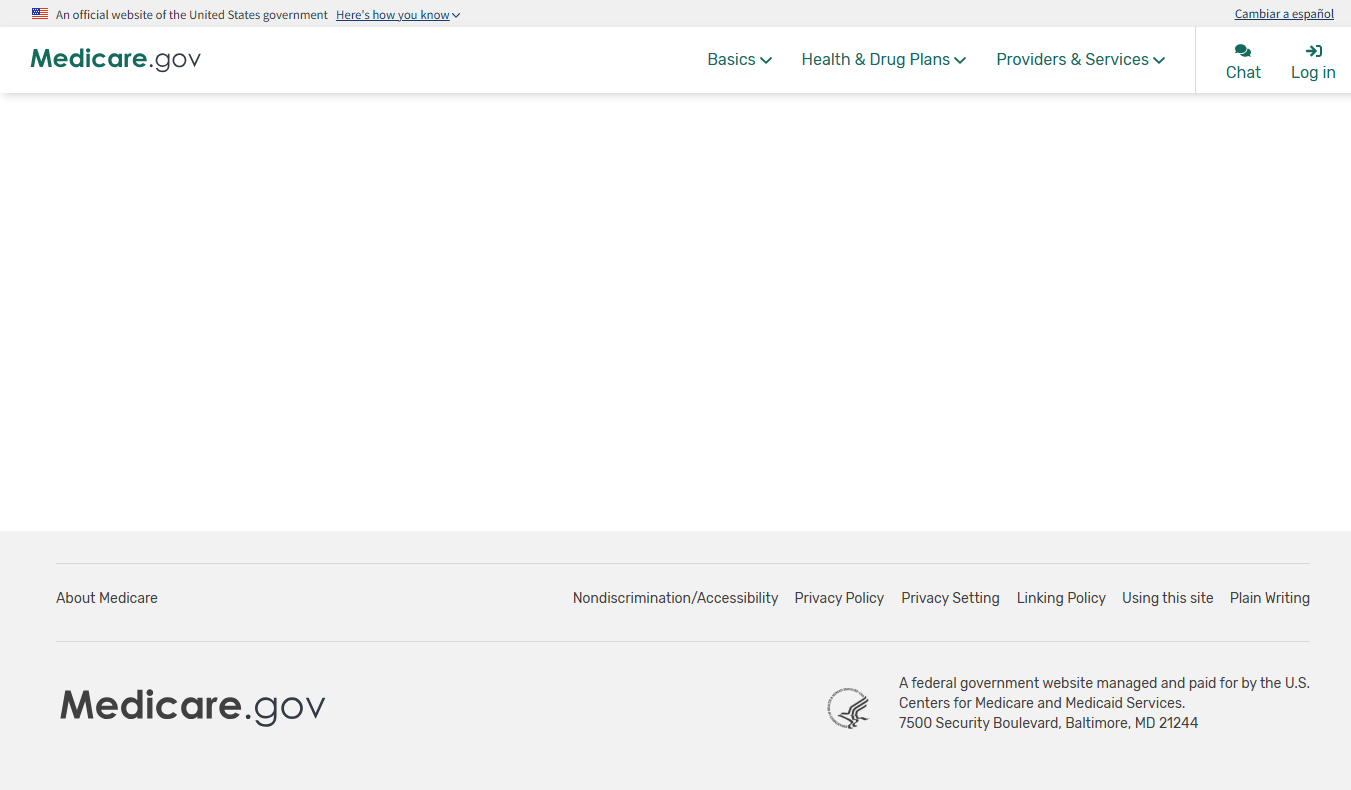 An official website of the United States government Here's how you know Cambiar a español
Medicare.gov Basics Health & Drug Plans Providers & Services Chat Log in
About Medicare Nondiscrimination/Accessibility Privacy Policy Privacy Setting Linking Policy Using this site Plain Writing
Medicare.gov
A federal government website managed and paid for by the U.S.
Centers for Medicare and Medicaid Services.
7500 Security Boulevard, Baltimore, MD 21244